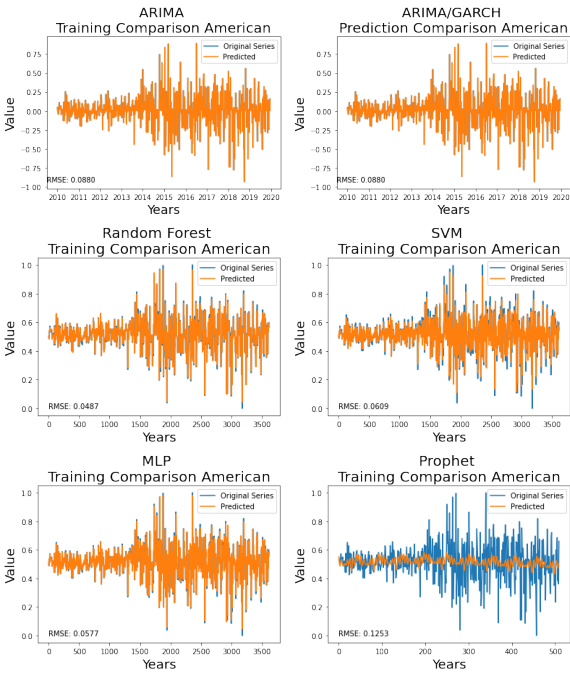 ARIMA
Training Comparison American
Original Series
Predicted
Value
0.75
0.50
0.25
0.00
−0.25
−0.50
−0.75
−1.00
RMSE: 0.0880
2010 2011 2012 2013 2014 2015 2016 2017 2018 2019 2020
Years
ARIMA/GARCH
Prediction Comparison American
Original Series
Predicted
Value
0.75
0.50
0.25
0.00
−0.25
−0.50
−0.75
−1.00
RMSE: 0.0880
2010 2011 2012 2013 2014 2015 2016 2017 2018 2019 2020
Years
Random Forest
Training Comparison American
Original Series
Predicted
Value
1.0
0.8
0.6
0.4
0.2
0.0
RMSE: 0.0487
0 500 1000 1500 2000 2500 3000 3500
Years
SVM
Training Comparison American
Original Series
Predicted
Value
1.0
0.8
0.6
0.4
0.2
0.0
RMSE: 0.0609
0 500 1000 1500 2000 2500 3000 3500
Years
MLP
Training Comparison American
Original Series
Predicted
Value
1.0
0.8
0.6
0.4
0.2
0.0
RMSE: 0.0577
0 500 1000 1500 2000 2500 3000 3500
Years
Prophet
Training Comparison American
Original Series
Predicted
Value
1.0
0.8
0.6
0.4
0.2
0.0
RMSE: 0.1253
0 100 200 300 400 500
Years